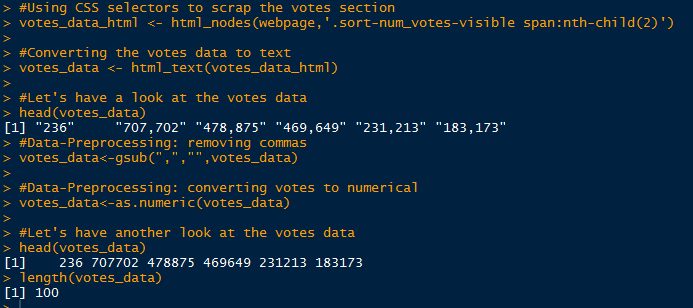 > #Using CSS selectors to scrap the votes section
> votes_data_html <- html_nodes(webpage,'.sort-num_votes-visible span:nth-child(2)')
>
> #Converting the votes data to text
> votes_data <- html_text(votes_data_html)
>
> #Let's have a look at the votes data
> head(votes_data)
[1] "236"     "707,702" "478,875" "469,649" "231,213" "183,173"
> #Data-Preprocessing: removing commas
> votes_data<-gsub(",","",votes_data)
>
> #Data-Preprocessing: converting votes to numerical
> votes_data<-as.numeric(votes_data)
>
> #Let's have another look at the votes data
> head(votes_data)
[1]    236 707702 478875 469649 231213 183173
> length(votes_data)
[1] 100
>